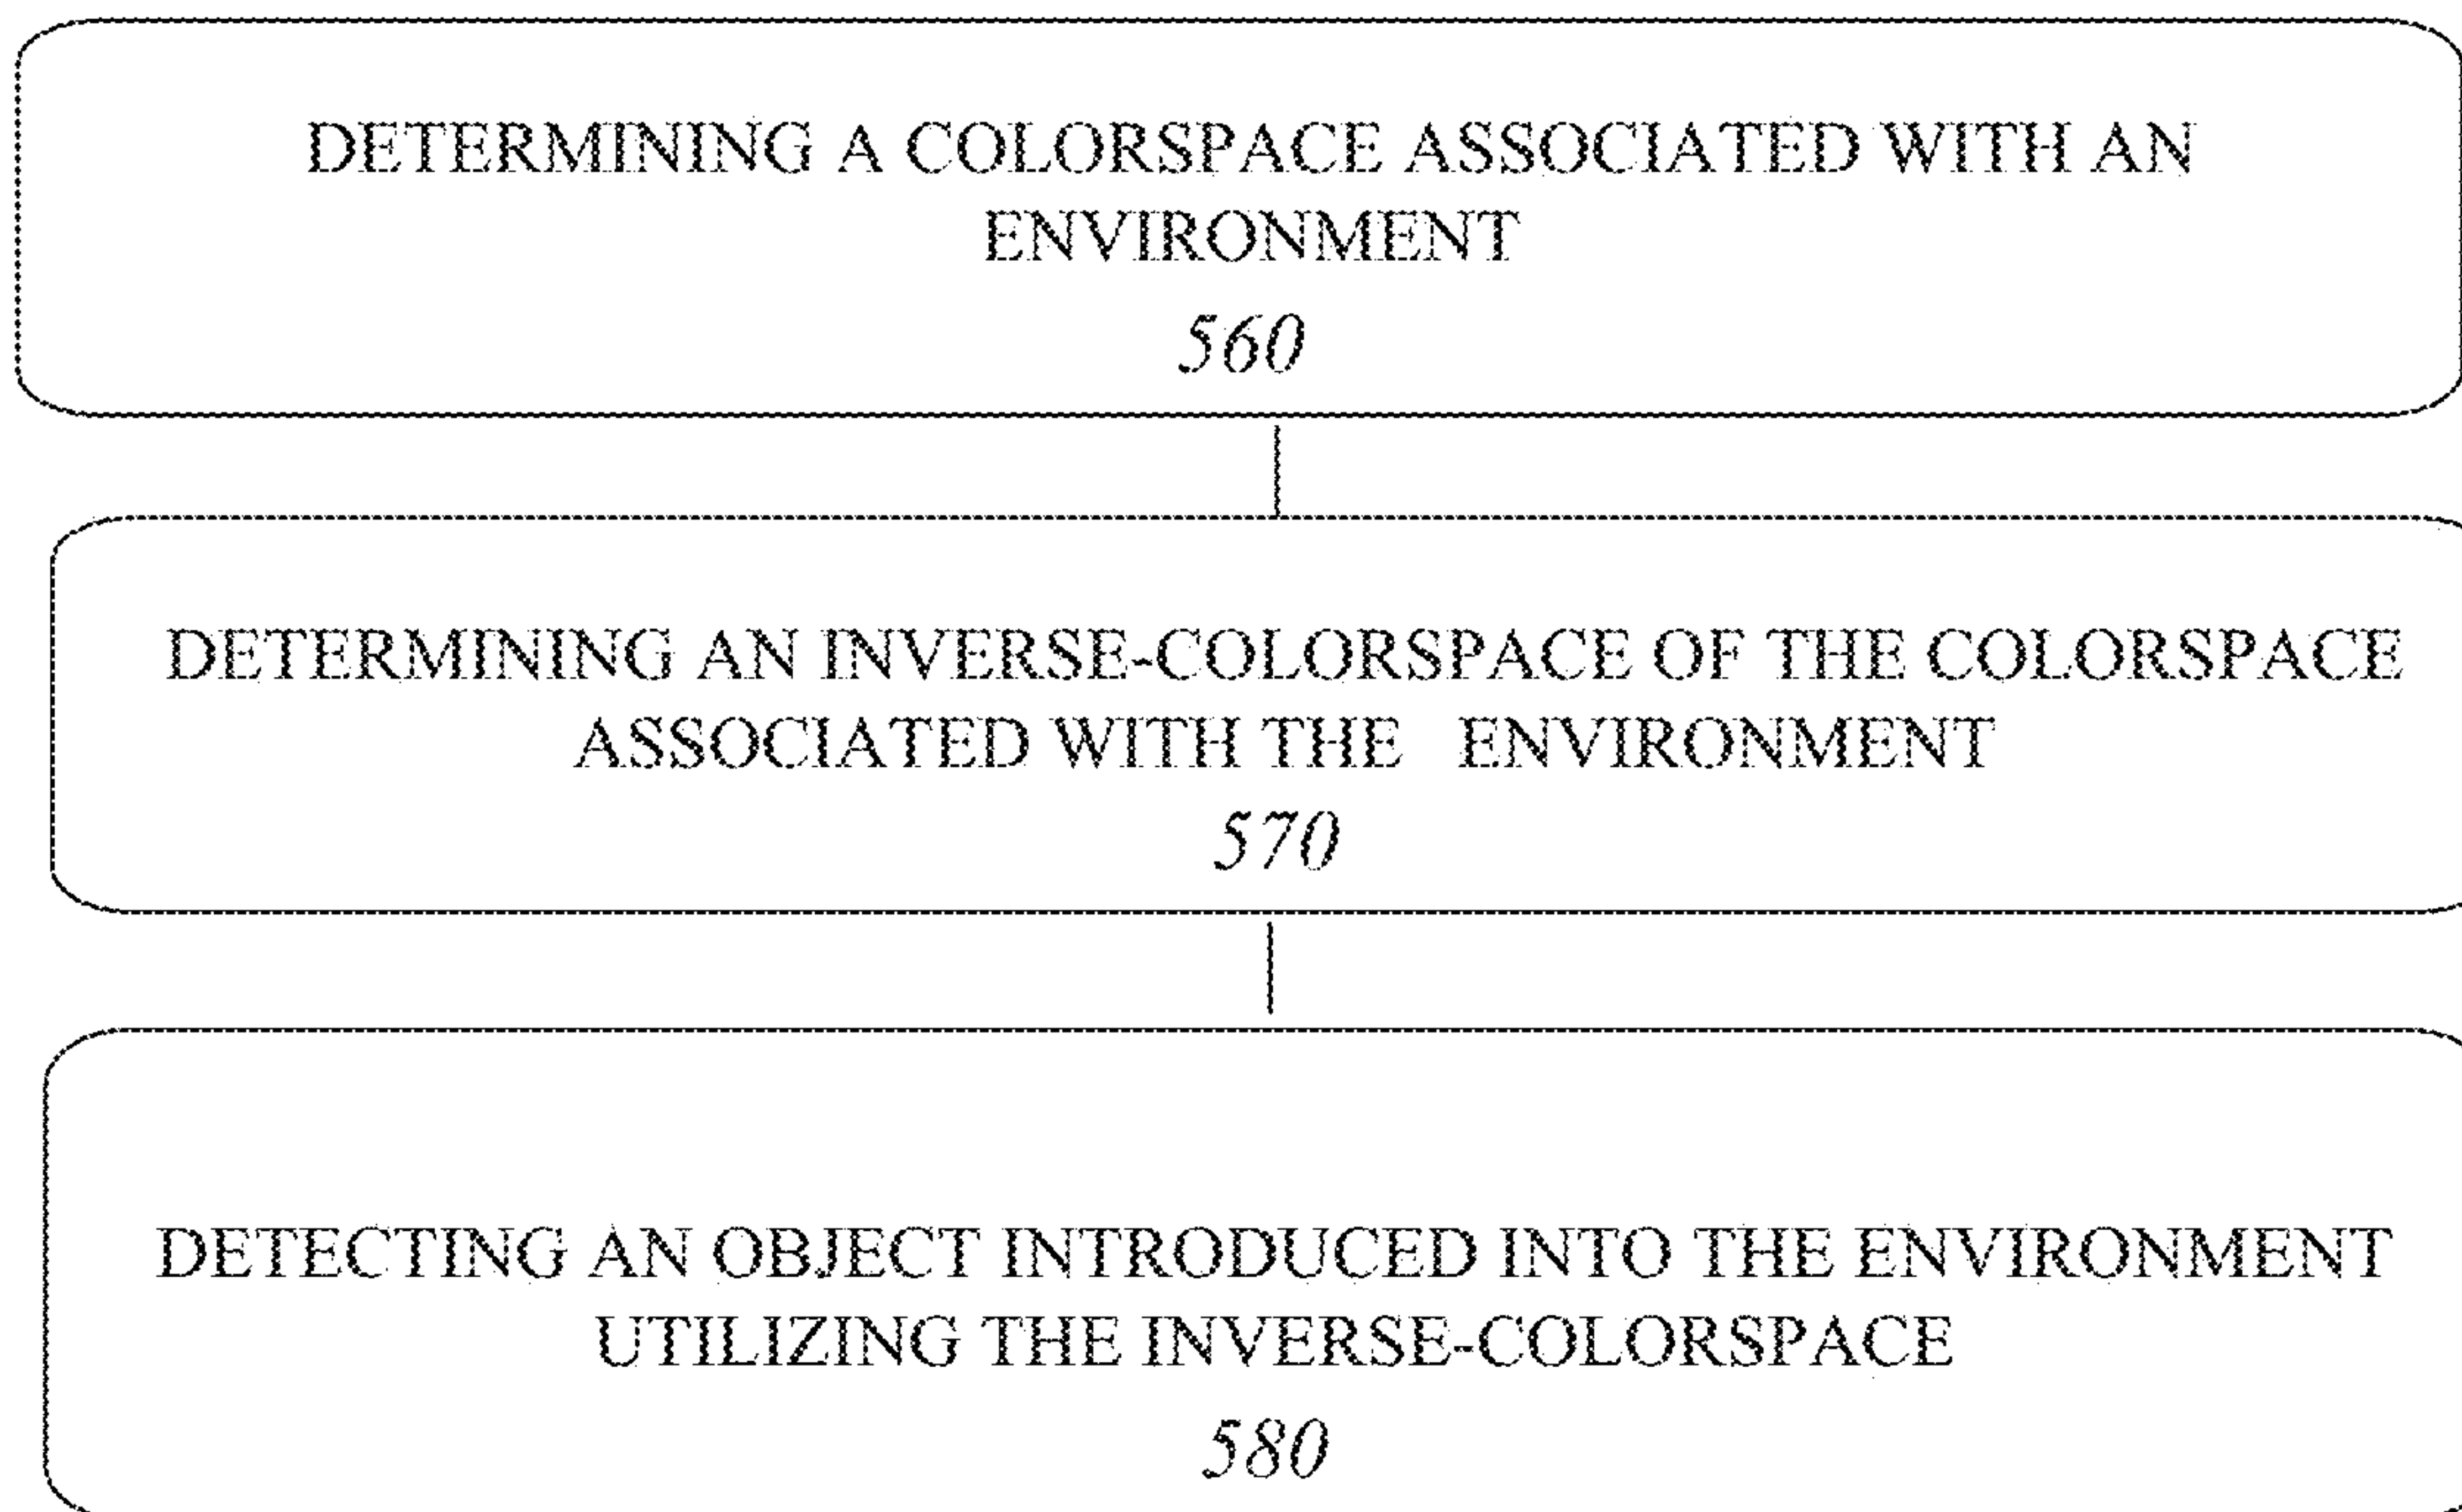 DETERMINING A COLORSPACE ASSOCIATED WITH AN
ENVIRONMENT
560
DETERMINING AN INVERSE-COLORSPACE OF THE COLORSPACE
ASSOCIATED WITH THE ENVIRONMENT
570
DETECTING AN OBJECT INTRODUCED INTO THE ENVIRONMENT
UTILIZING THE INVERSE-COLORSPACE
580